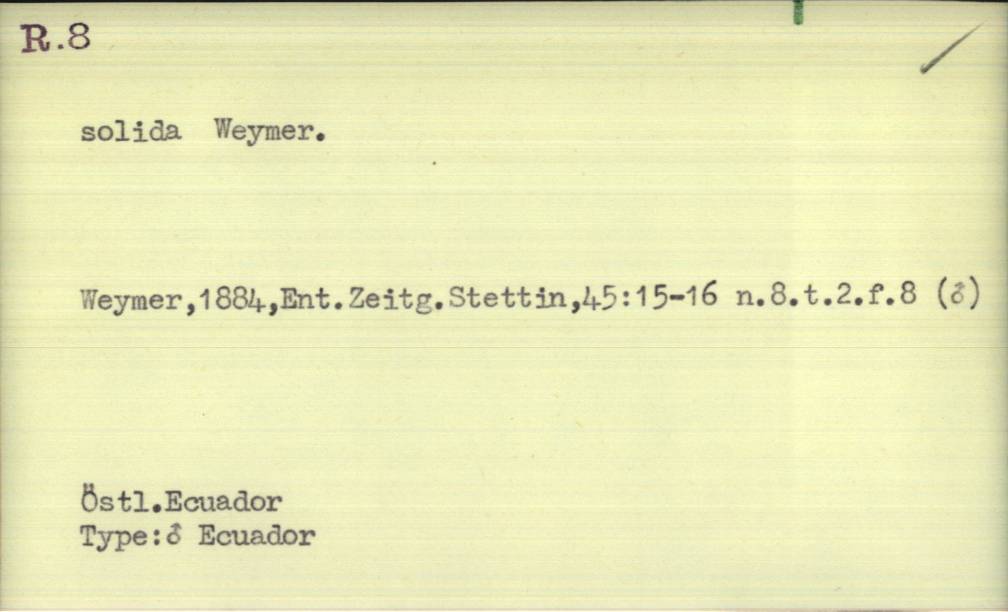 R.8
solida Weymer.
Weymer,1884,Ent.Zeitg.Stettin,45:15-16 n.8.t.2.f.8 (♂)
Östl.Ecuador
Type:♂ Ecuador